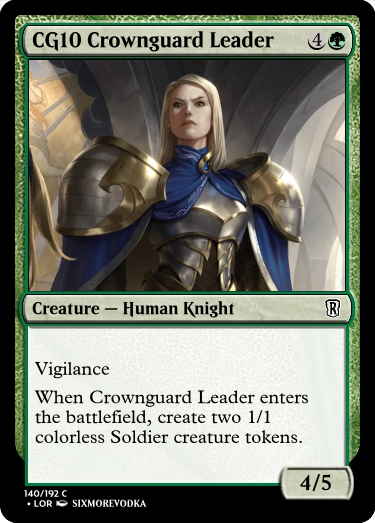 CG10 Crownguard Leader 4
Creature — Human Knight R
Vigilance
When Crownguard Leader enters
the battlefield, create two 1/1
colorless Soldier creature tokens.
4/5
140/192 C
• LOR SIXMOREVODKA